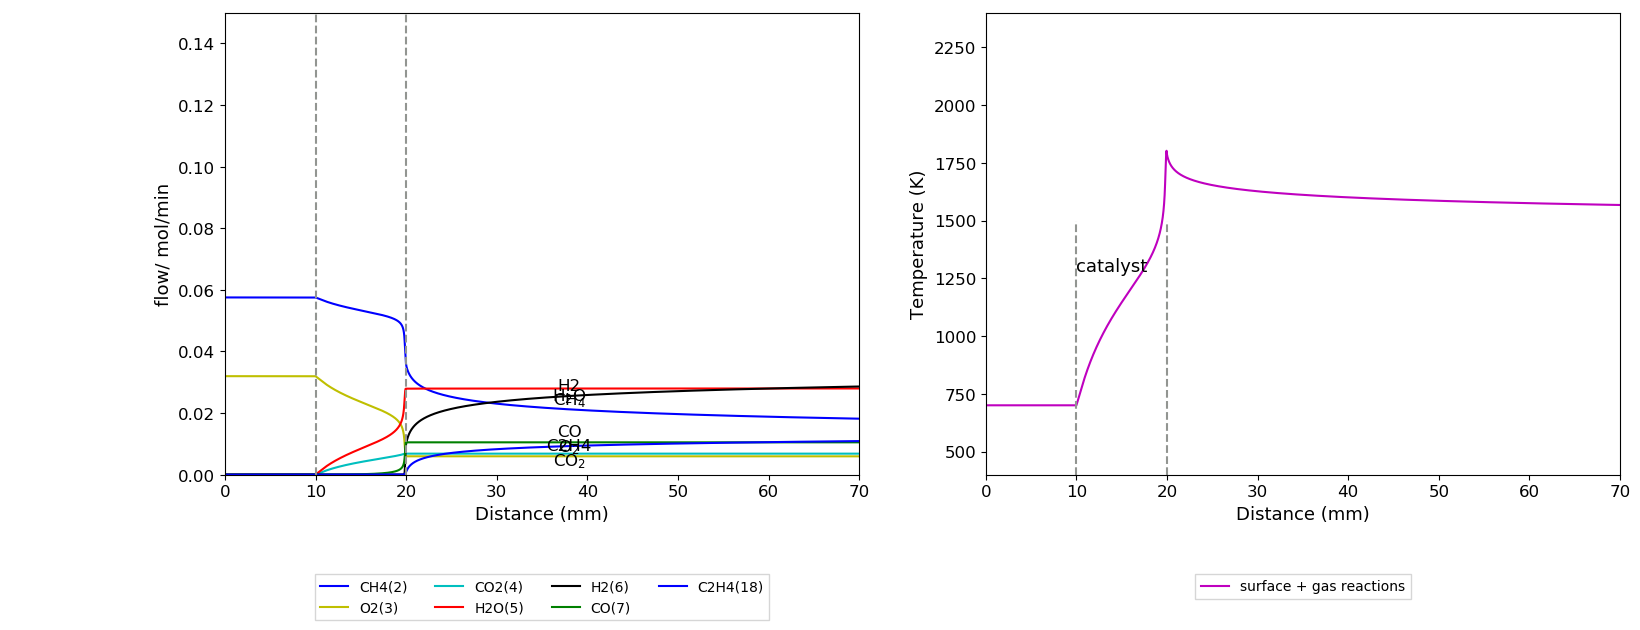 0.14
0.12
0.10
0.08
0.06
0.04
0.02
0.00
flow/ mol/min
H2
H₂O
CH₄
CO
C2H4
O₂
CO₂
0 10 20 30 40 50 60 70
Distance (mm)
CH4(2) CO2(4) H2(6) C2H4(18)
O2(3) H2O(5) CO(7)
2250
2000
1750
1500
1250
1000
750
500
Temperature (K)
catalyst
0 10 20 30 40 50 60 70
Distance (mm)
surface + gas reactions